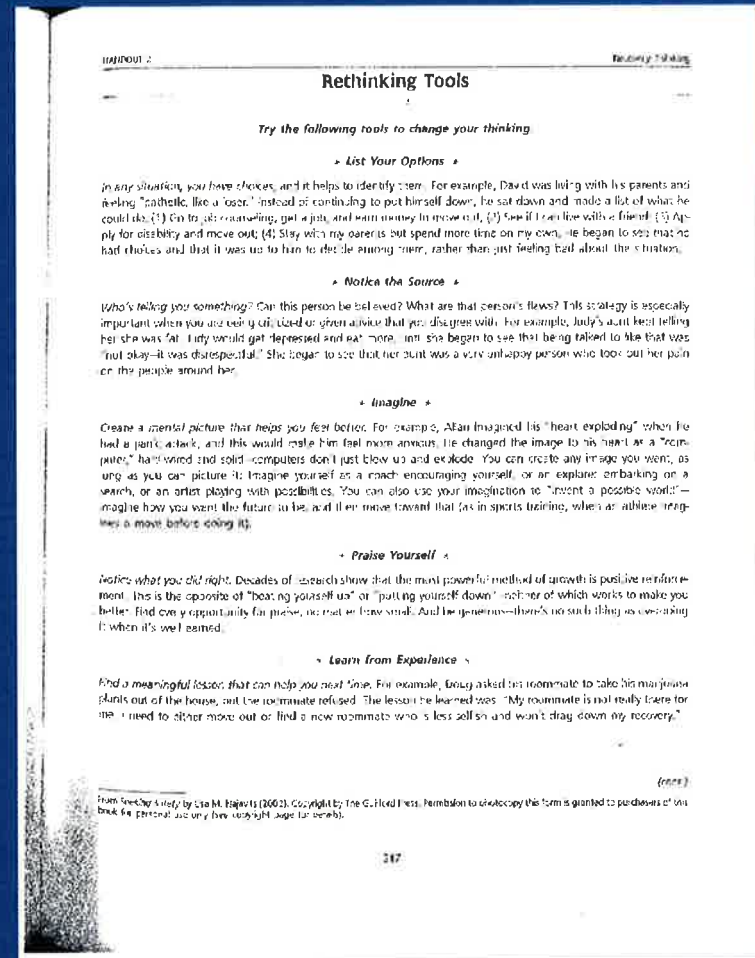 HANDOUT 2 Recovery Thinking
Rethinking Tools
Try the following tools to change your thinking
List Your Options
In any situation, you have choices, and it helps to identify them. For example, David was living with his parents and
feeling "pathetic, like a loser." Instead of continuing to put himself down, he sat down and made a list of what he
could do: (1) Go to job counseling, get a job, and earn money to move out; (2) See if I can live with a friend; (3) Ap-
ply for disability and move out; (4) Stay with my parents but spend more time on my own. He began to see that he
had choices and that it was up to him to decide among them, rather than just feeling bad about the situation.
Notice the Source
Who's telling you something? Can this person be believed? What are that person's flaws? This strategy is especially
important when you are being criticized or given advice that you disagree with. For example, Judy's aunt kept telling
her she was fat. Judy would get depressed and eat more, until she began to see that being talked to like that was
"not okay—it was disrespectful." She began to see that her aunt was a very unhappy person who took out her pain
on the people around her.
Imagine
Create a mental picture that helps you feel better. For example, Allan imagined his "heart exploding" when he
had a panic attack, and this would make him feel more anxious. He changed the image to his heart as a "com-
puter," hard-wired and solid—computers don't just blow up and explode. You can create any image you want, as
long as you can picture it: Imagine yourself as a coach encouraging yourself, or an explorer embarking on a
search, or an artist playing with possibilities. You can also use your imagination to "invent a possible world"—
imagine how you want the future to be, and then move toward that (as in sports training, when an athlete imag-
ines a move before doing it).
Praise Yourself
Notice what you did right. Decades of research show that the most powerful method of growth is positive reinforce-
ment. This is the opposite of "beating yourself up" or "putting yourself down"—neither of which works to make you
better. Find every opportunity for praise, no matter how small. And be generous—there's no such thing as overdoing
it when it's well earned.
Learn from Experience
Find a meaningful lesson that can help you next time. For example, Doug asked his roommate to take his marijuana
plants out of the house, but the roommate refused. The lesson he learned was: "My roommate is not really there for
me. I need to either move out or find a new roommate who is less selfish and won't drag down my recovery."
(cont.)
From Seeking Safety by Lisa M. Najavits (2002). Copyright by The Guilford Press. Permission to photocopy this form is granted to purchasers of this
book for personal use only (see copyright page for details).
317